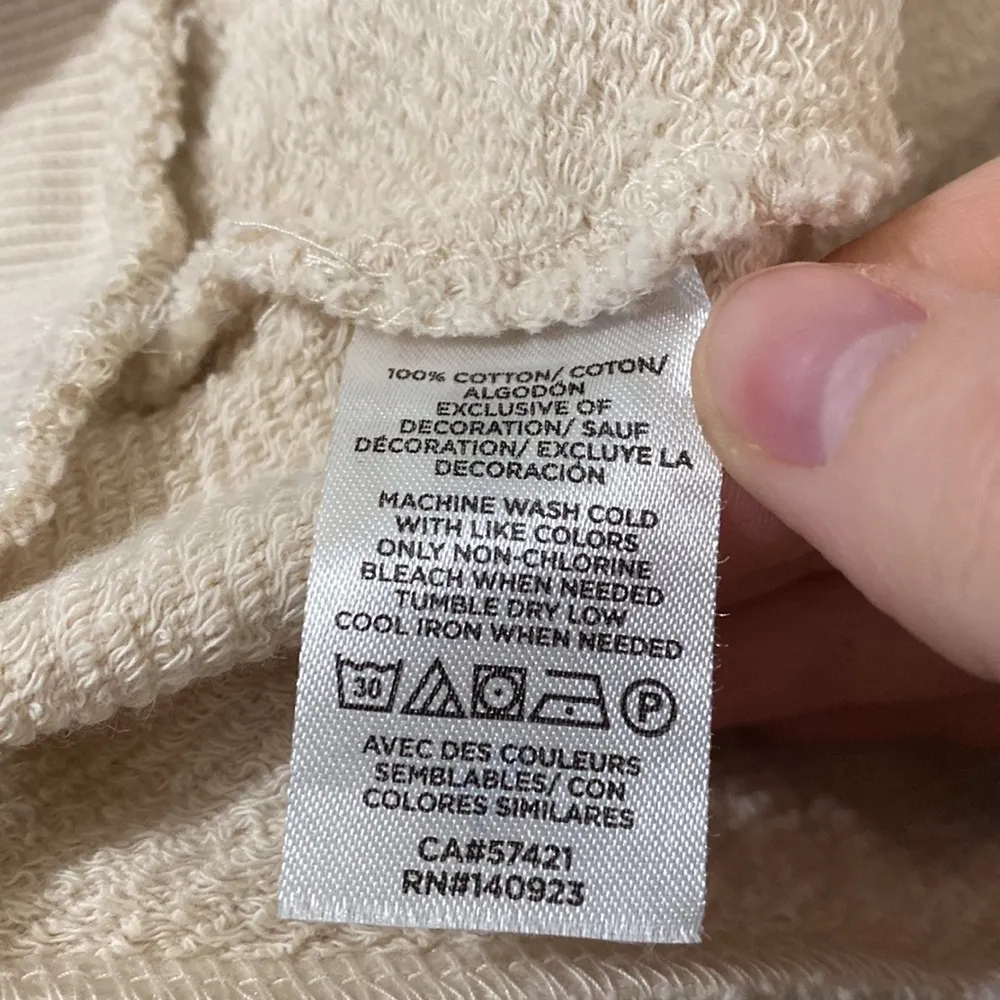 100% COTTON/ COTON/
ALGODÓN
EXCLUSIVE OF
DECORATION/ SAUF
DÉCORATION/ EXCLUYE LA
DECORACIÓN
MACHINE WASH COLD
WITH LIKE COLORS
ONLY NON-CHLORINE
BLEACH WHEN NEEDED
TUMBLE DRY LOW
COOL IRON WHEN NEEDED
30 P
AVEC DES COULEURS
SEMBLABLES/ CON
COLORES SIMILARES
CA#57421
RN#140923